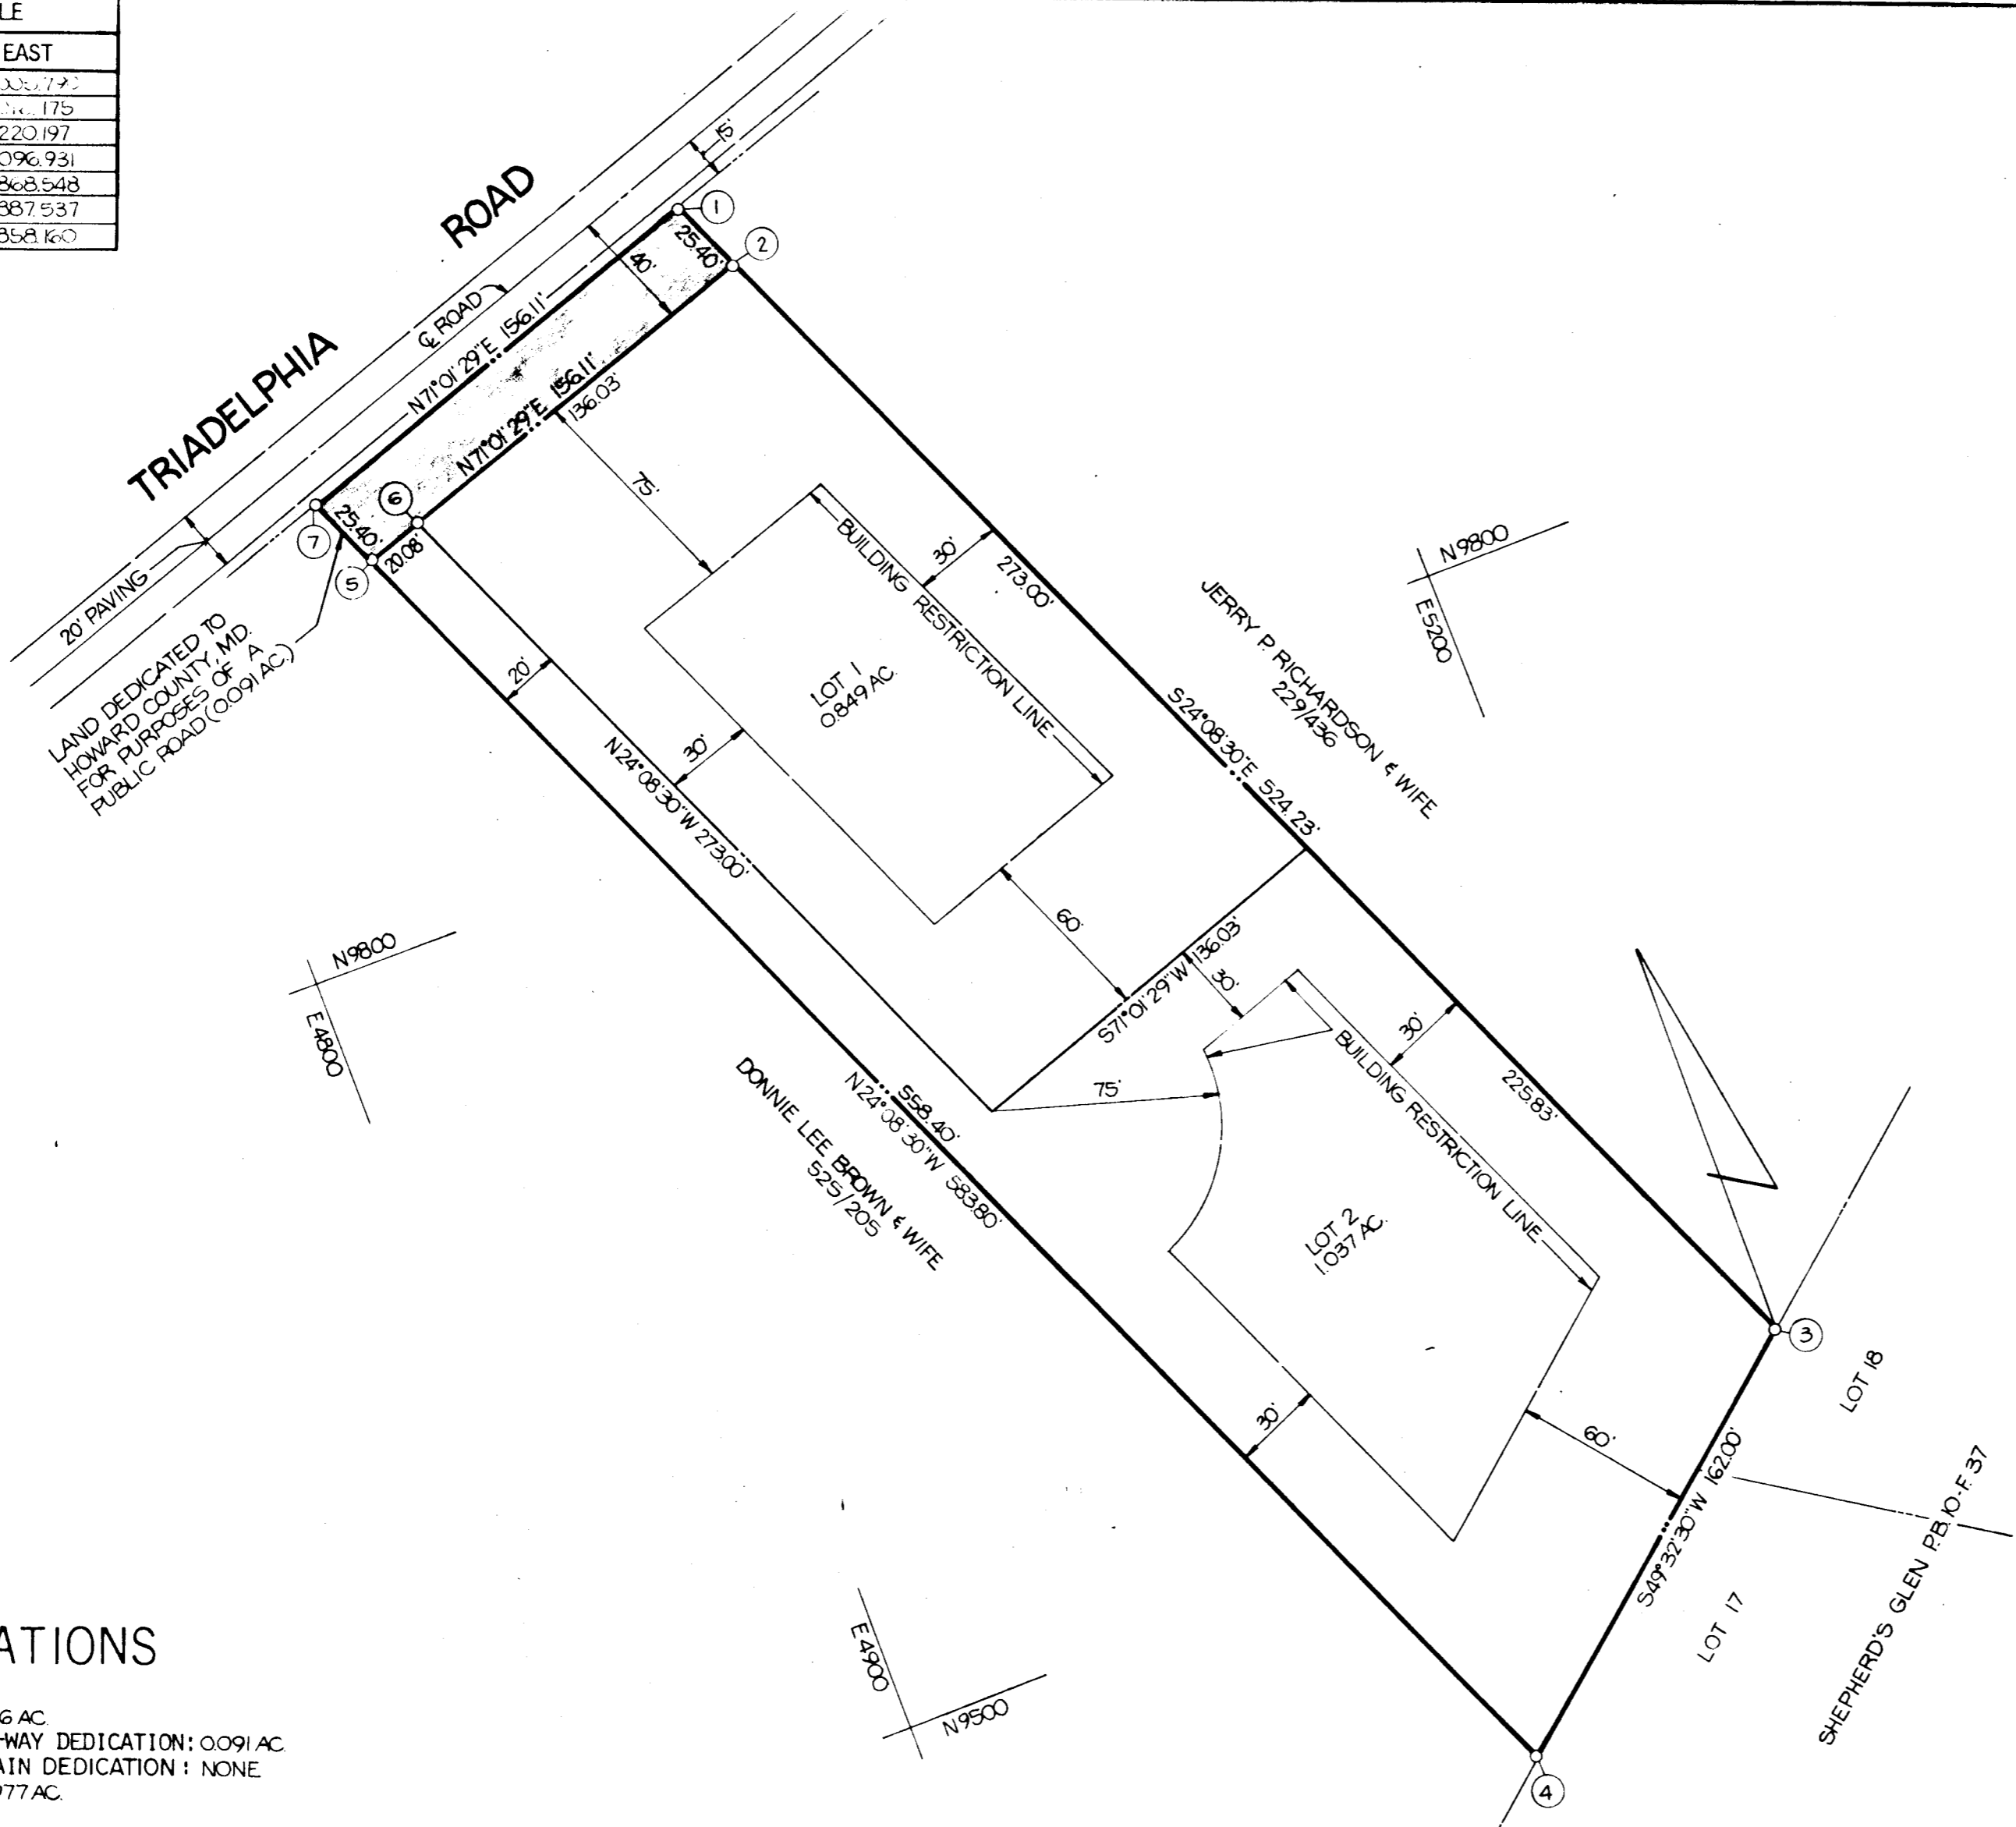 LE
EAST
175
220.197
096.931
868.548
887.537
858.160
TRIADELPHIA ROAD
15'
1
2
25.40'
40'
℄ ROAD
N71°01'29"E 156.11'
N71°01'29"E 156.11'
136.03'
6
7
25.40'
20.08'
5
20' PAVING
LAND DEDICATED TO
HOWARD COUNTY, MD.
FOR PURPOSES OF A
PUBLIC ROAD (0.091 AC.)
75'
BUILDING RESTRICTION LINE
30'
273.00'
LOT 1
0.849 AC.
20'
30'
N24°08'30"W 273.00'
S24°08'30"E 524.23'
JERRY P. RICHARDSON & WIFE
229/436
N9800
E5200
60'
S71°01'29"W 136.03'
30'
75'
BUILDING RESTRICTION LINE
30'
225.83'
N9800
E4800
558.40'
N24°08'30"W 583.80'
DONNIE LEE BROWN & WIFE
525/205
LOT 2
1.037 AC.
30'
60'
3
LOT 18
S49°32'30"W 162.00'
LOT 17
SHEPHERD'S GLEN P.B. 10-F. 37
4
E4900
N9500
ATIONS
6 AC.
-WAY DEDICATION: 0.091 AC.
AIN DEDICATION: NONE
977 AC.